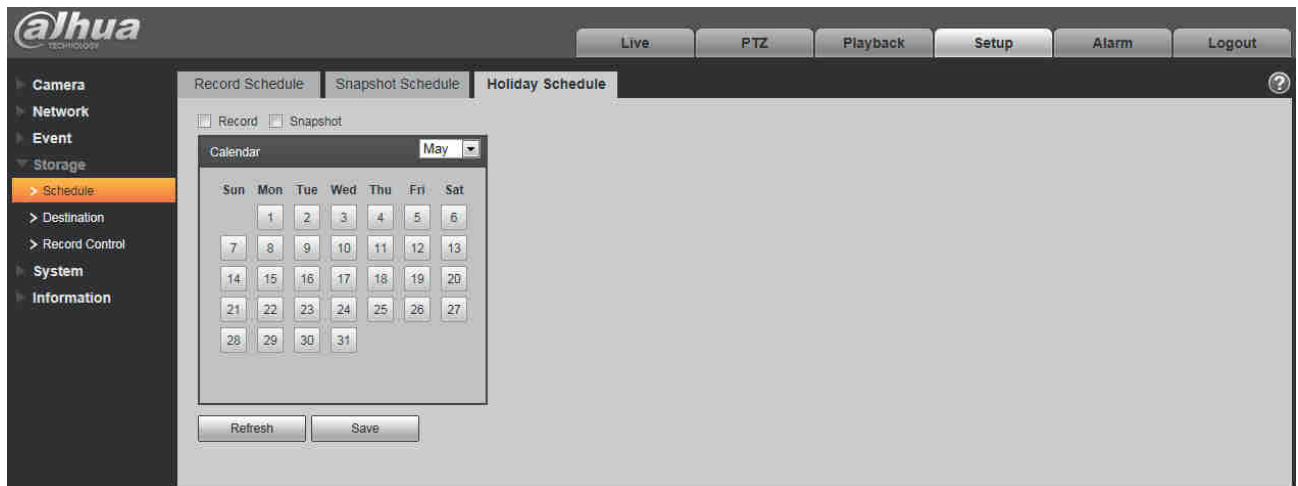 alhua
TECHNOLOGY
Live PTZ Playback Setup Alarm Logout
Camera
Network
Event
Storage
> Schedule
> Destination
> Record Control
System
Information
Record Schedule Snapshot Schedule Holiday Schedule ?
Record Snapshot
Calendar May
Sun Mon Tue Wed Thu Fri Sat
1 2 3 4 5 6
7 8 9 10 11 12 13
14 15 16 17 18 19 20
21 22 23 24 25 26 27
28 29 30 31
Refresh Save